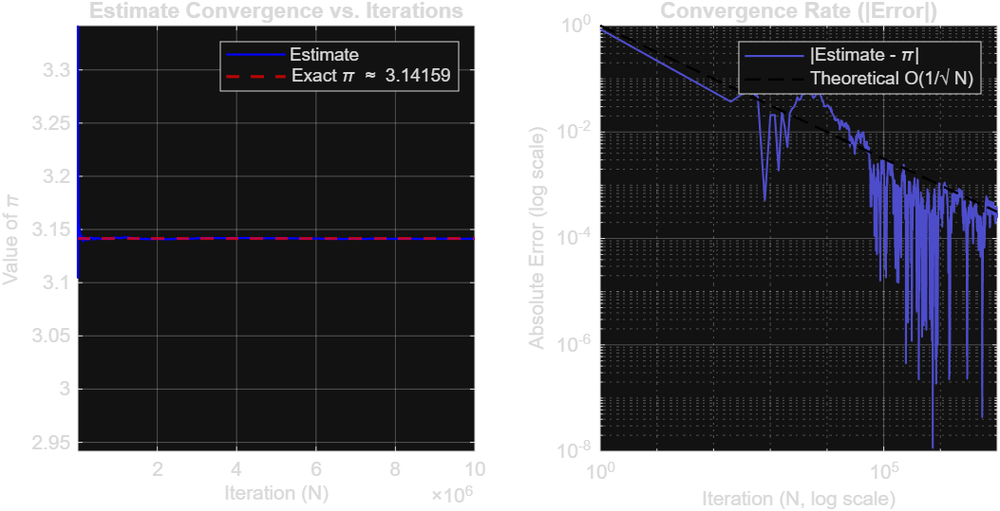 Estimate Convergence vs. Iterations
Estimate
Exact π ≈ 3.14159
3.3
3.25
3.2
3.15
3.1
3.05
3
2.95
Value of π
2
4
6
8
10
×10⁶
Iteration (N)
Convergence Rate (|Error|)
|Estimate - π|
Theoretical O(1/√ N)
10⁰
10⁻²
10⁻⁴
10⁻⁶
10⁻⁸
Absolute Error (log scale)
10⁰
10⁵
Iteration (N, log scale)